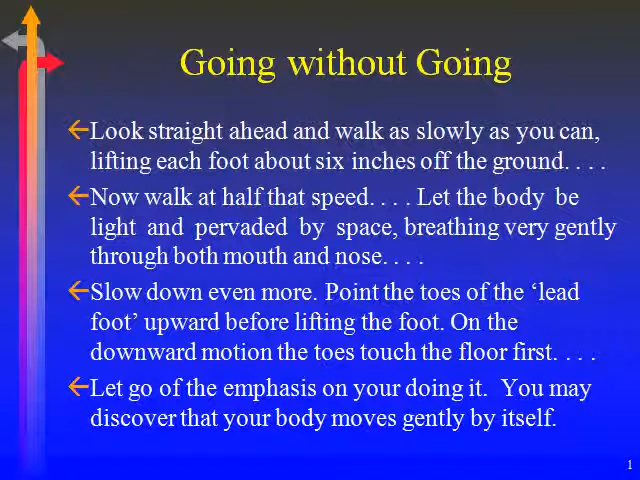 Going without Going
Look straight ahead and walk as slowly as you can,
lifting each foot about six inches off the ground. . . .
Now walk at half that speed. . . . Let the body be
light and pervaded by space, breathing very gently
through both mouth and nose. . . .
Slow down even more. Point the toes of the ‘lead
foot’ upward before lifting the foot. On the
downward motion the toes touch the floor first. . . .
Let go of the emphasis on your doing it. You may
discover that your body moves gently by itself.
1